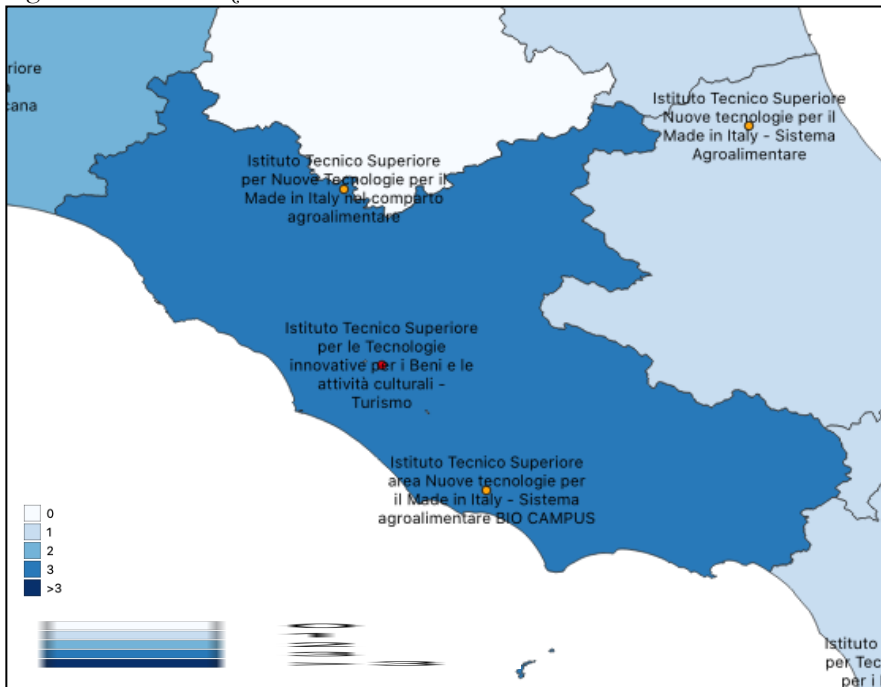 riore
cana
Istituto Tecnico Superiore
Nuove tecnologie per il
Made in Italy - Sistema
Agroalimentare
Istituto Tecnico Superiore
per Nuove Tecnologie per il
Made in Italy nel comparto
agroalimentare
Istituto Tecnico Superiore
per le Tecnologie
innovative per i Beni e le
attività culturali -
Turismo
Istituto Tecnico Superiore
area Nuove tecnologie per
il Made in Italy - Sistema
agroalimentare BIO CAMPUS
0
1
2
3
>3
Istituto
per Tec
per i